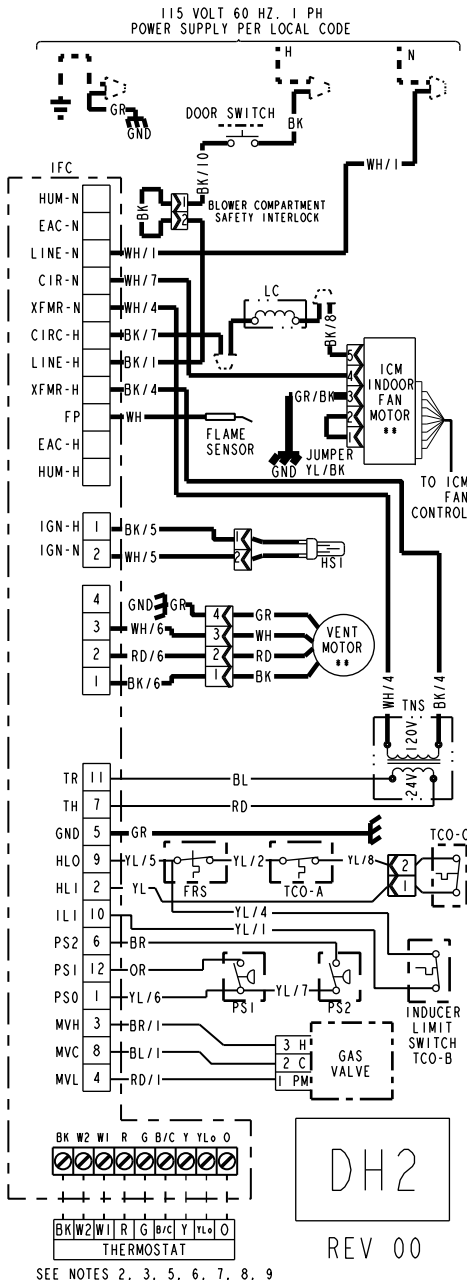 115 VOLT 60 HZ. 1 PH
POWER SUPPLY PER LOCAL CODE
H
N
GR
GND
DOOR SWITCH
BK
BK/10
WH/1
IFC
HUM-N
EAC-N
LINE-N
CIR-N
XFMR-N
CIRC-H
LINE-H
XFMR-H
FP
EAC-H
HUM-H
BK
1
2
BLOWER COMPARTMENT
SAFETY INTERLOCK
WH/1
WH/7
WH/4
BK/7
BK/1
BK/4
WH
LC
BK/8
5
4
3
2
1
ICM
INDOOR
FAN
MOTOR
**
GR/BK
GND
JUMPER
YL/BK
FLAME
SENSOR
TO ICM
FAN
CONTROL
IGN-H 1 BK/5
IGN-N 2 WH/5
1
2
HSI
4 GND GR 4 GR
3 WH/6 3 WH
2 RD/6 2 RD
1 BK/6 1 BK
VENT
MOTOR
**
WH/4
BK/4
TNS
120V
24V
TR 11 BL
TH 7 RD
GND 5 GR
HLO 9 YL/5
FRS
YL/2
TCO-A
YL/8
2
1
TCO-C
HLI 2 YL
YL/4
ILI 10 YL/1
PS2 6 BR
PS1 12 OR
PSO 1 YL/6
PS1
YL/7
PS2
INDUCER
LIMIT
SWITCH
TCO-B
MVH 3 BR/1
MVC 8 BL/1
MVL 4 RD/1
3 H
2 C
1 PM
GAS
VALVE
BK W2 W1 R G B/C Y YLo O
BK W2 W1 R G B/C Y YLo O
THERMOSTAT
SEE NOTES 2, 3, 5, 6, 7, 8, 9
DH2
REV 00